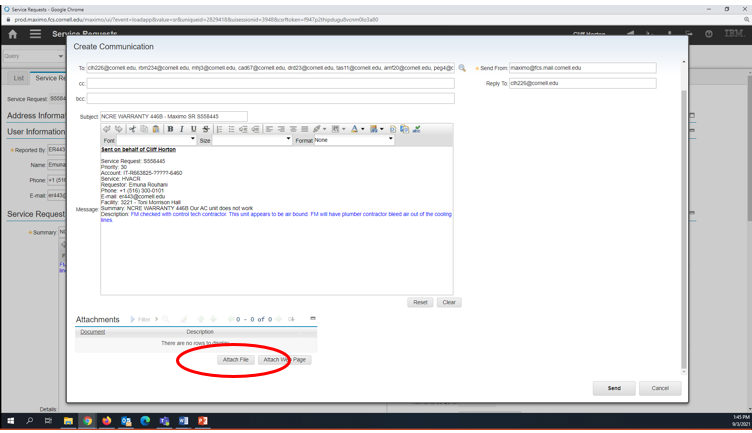 Service Requests - Google Chrome
prod.maximo.fcs.cornell.edu/maximo/ui/?event=loadapp&value=sr&uniqueid=2829418&uisessionid=39468&csrftoken=f947p2thipdugu8vcnm0to3a80
Service Requests
Cliff Horton
IBM.
Query
List
Service Re
Service Request: S5584
Address Informa
User Information
Reported By: ER443
Name: Emuna
Phone: +1 (516
E-mail: er443@
Service Request
Summary: NC
Details:
Create Communication
To: clh226@cornell.edu, rbm234@cornell.edu, mhj3@cornell.edu, cad67@cornell.edu, drd23@cornell.edu, tas11@cornell.edu, amf20@cornell.edu, peg4@c
Send From: maximo@fcs.mail.cornell.edu
cc:
Reply To: clh226@cornell.edu
bcc:
Subject: NCRE WARRANTY 446B - Maximo SR S558445
Font
Size
Format None
Message:
Sent on behalf of Cliff Horton
Service Request: S558445
Priority: 30
Account: IT-R663825-?????-6460
Service: HVACR
Requestor: Emuna Rouhani
Phone: +1 (516) 300-0101
E-mail: er443@cornell.edu
Facility: 3221 - Toni Morrison Hall
Summary: NCRE WARRANTY 446B Our AC unit does not work
Description: FM checked with control tech contractor. This unit appears to be air bound. FM will have plumber contractor bleed air out of the cooling
lines.
Reset
Clear
Attachments
Filter
0 - 0 of 0
Document
Description
There are no rows to display.
Attach File
Attach Web Page
Send
Cancel
1:45 PM
9/3/2021